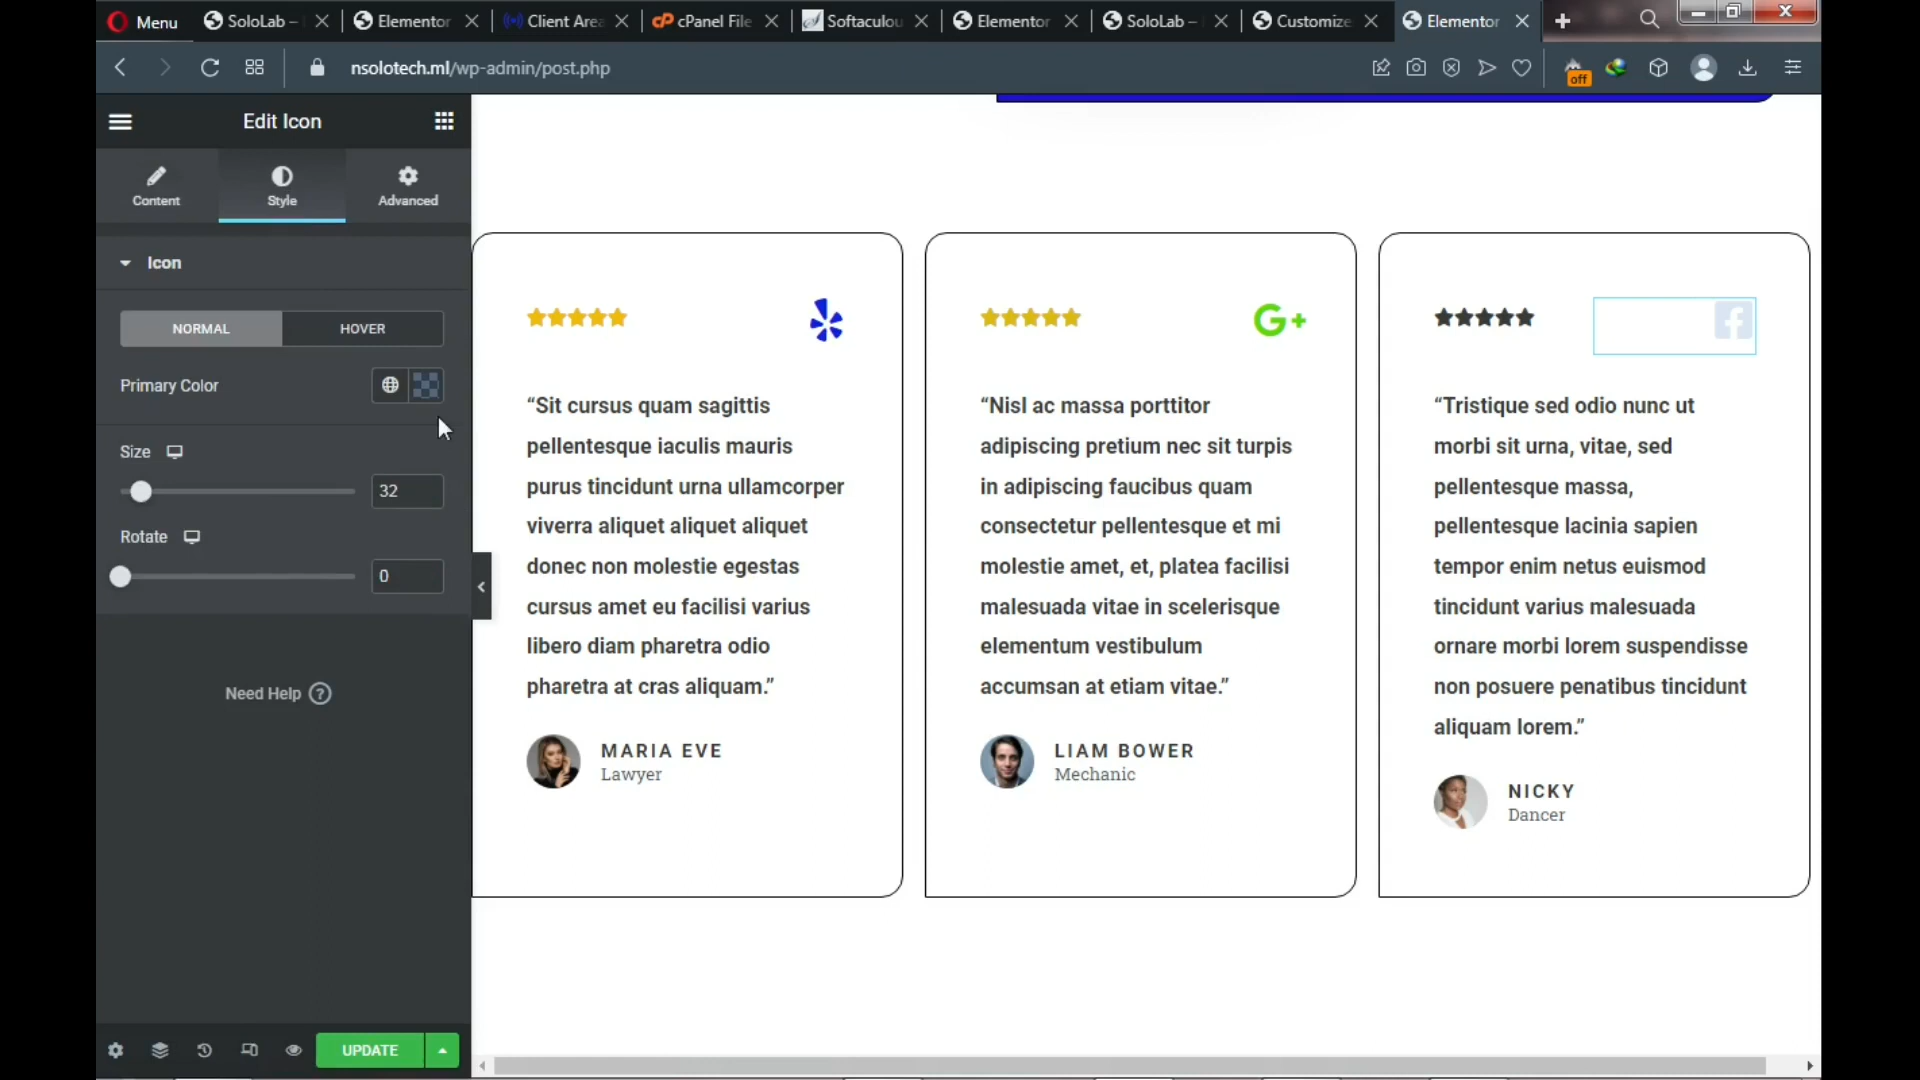 Menu
SoloLab –
Elementor
Client Area
cPanel File
Softaculou
Elementor
SoloLab –
Customize
Elementor
nsolotech.ml/wp-admin/post.php
off
Edit Icon
Content
Style
Advanced
Icon
NORMAL
HOVER
Primary Color
Size
32
Rotate
0
Need Help ?
UPDATE
“Sit cursus quam sagittis
pellentesque iaculis mauris
purus tincidunt urna ullamcorper
viverra aliquet aliquet aliquet
donec non molestie egestas
cursus amet eu facilisi varius
libero diam pharetra odio
pharetra at cras aliquam.”
MARIA EVE
Lawyer
G+
“Nisl ac massa porttitor
adipiscing pretium nec sit turpis
in adipiscing faucibus quam
consectetur pellentesque et mi
molestie amet, et, platea facilisi
malesuada vitae in scelerisque
elementum vestibulum
accumsan at etiam vitae.”
LIAM BOWER
Mechanic
“Tristique sed odio nunc ut
morbi sit urna, vitae, sed
pellentesque massa,
pellentesque lacinia sapien
tempor enim netus euismod
tincidunt varius malesuada
ornare morbi lorem suspendisse
non posuere penatibus tincidunt
aliquam lorem.”
NICKY
Dancer